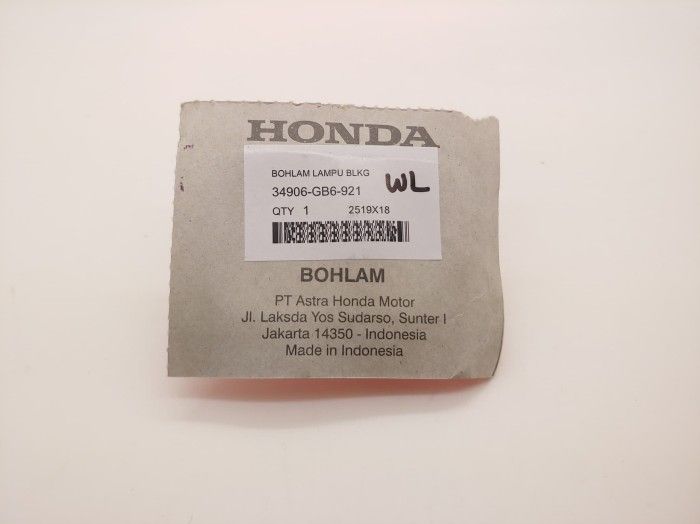 HONDA
BOHLAM LAMPU BLKG
WL
34906-GB6-921
QTY 1 2519X18
BOHLAM
PT Astra Honda Motor
Jl. Laksda Yos Sudarso, Sunter I
Jakarta 14350 - Indonesia
Made in Indonesia